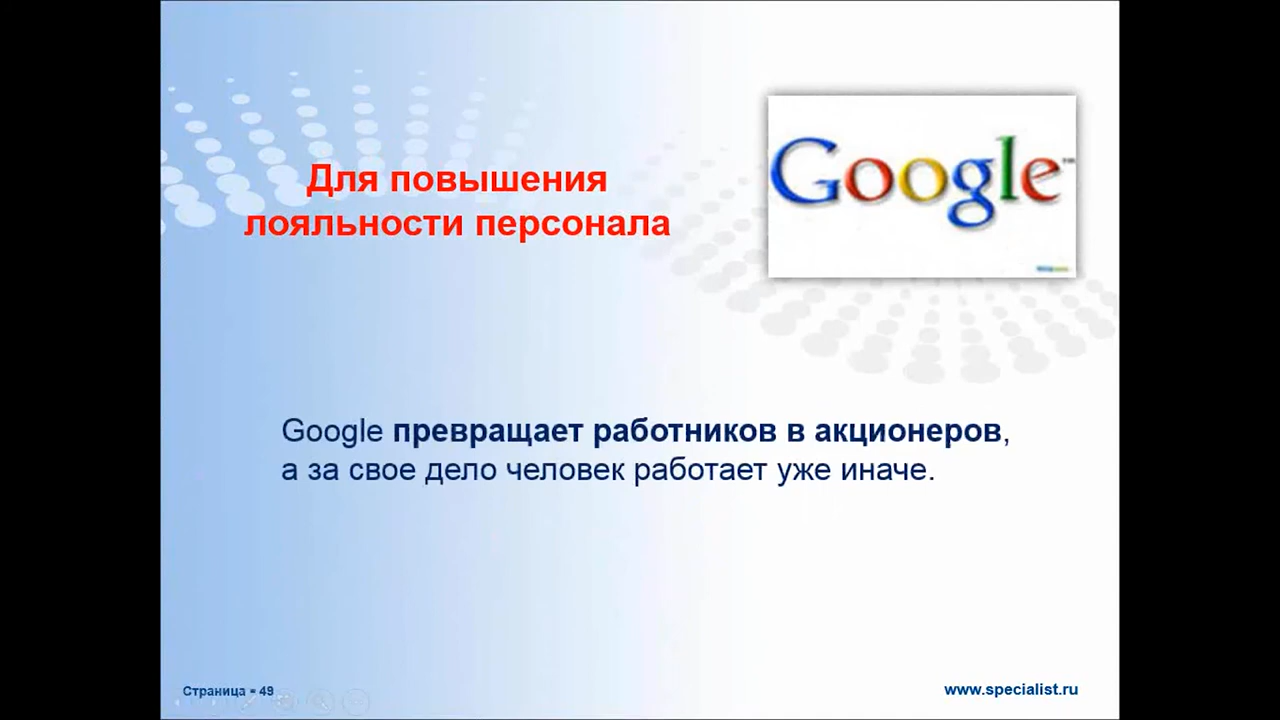 Для повышения
лояльности персонала
Google™
Google превращает работников в акционеров,
а за свое дело человек работает уже иначе.
Страница ▪ 49
www.specialist.ru